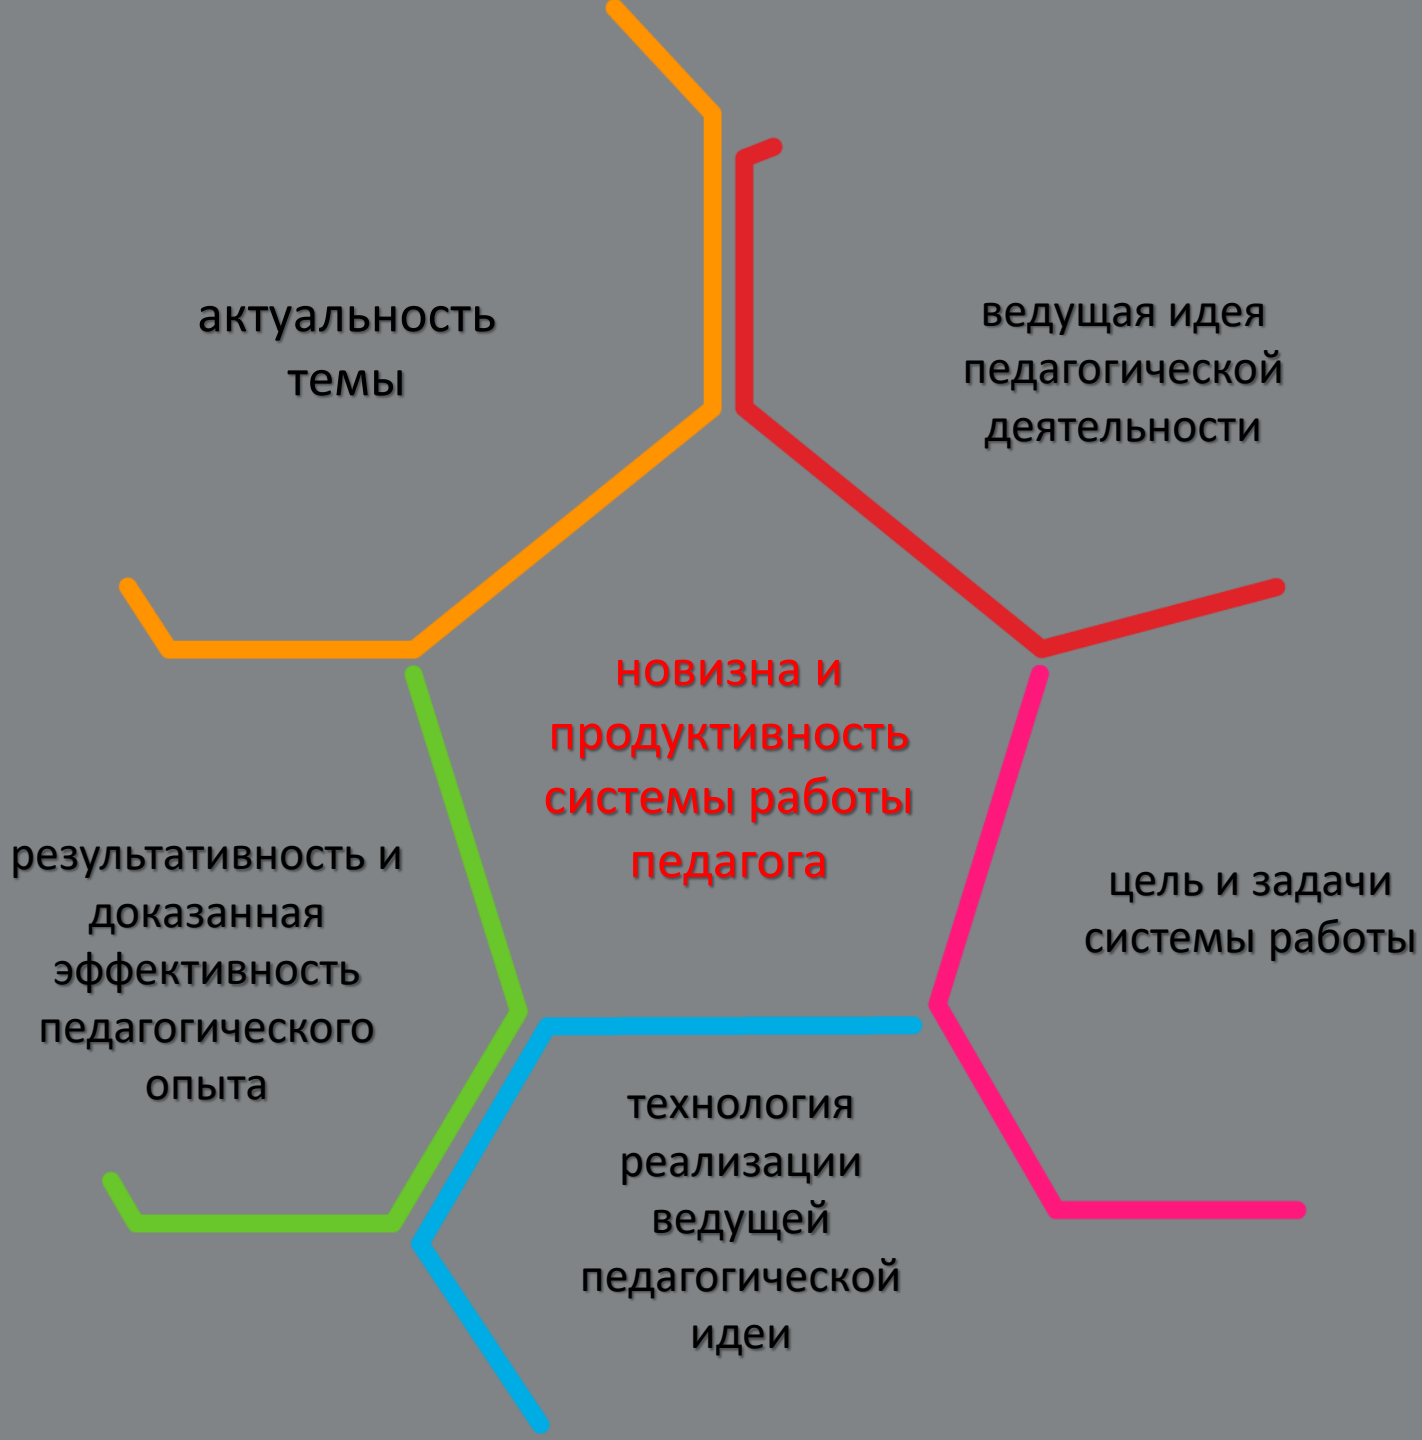 актуальность
темы
ведущая идея
педагогической
деятельности
новизна и
продуктивность
системы работы
педагога
результативность и
доказанная
эффективность
педагогического
опыта
цель и задачи
системы работы
технология
реализации
ведущей
педагогической
идеи